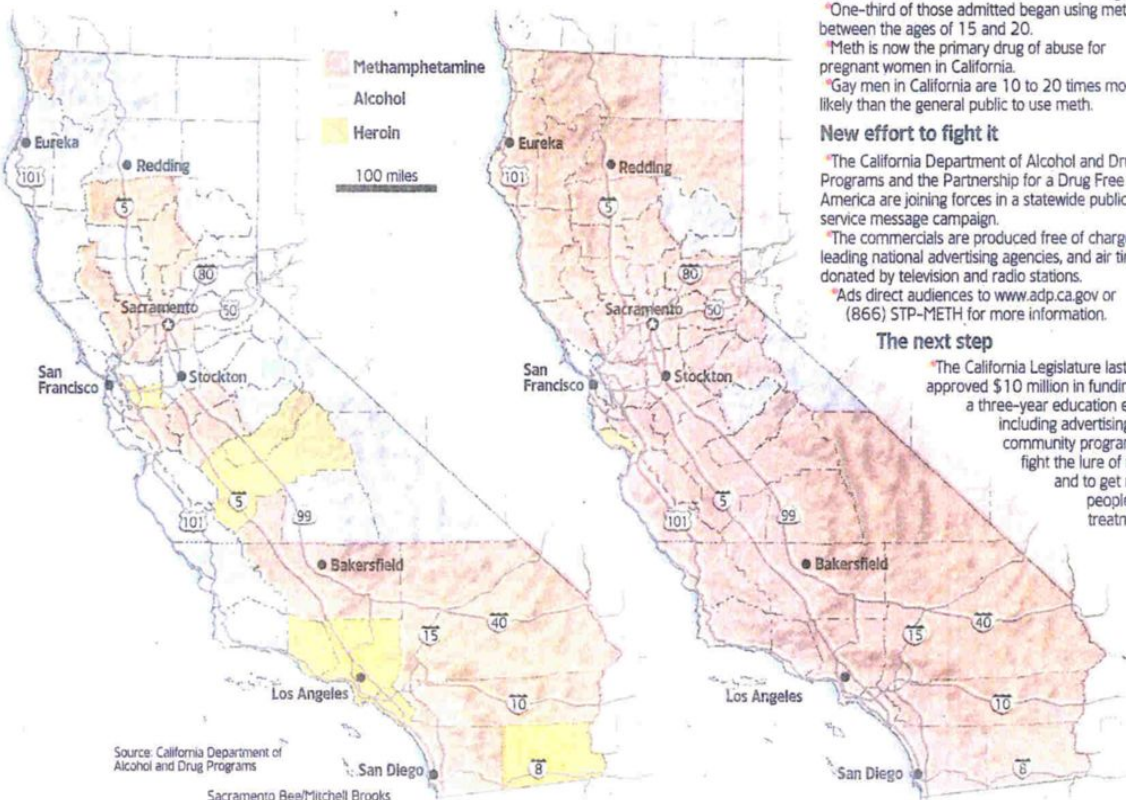 Methamphetamine
Alcohol
Heroin
100 miles
Eureka
101
Redding
5
80
Sacramento
50
San
Francisco
Stockton
5
101
99
Bakersfield
40
15
Los Angeles
10
San Diego
8
Source: California Department of
Alcohol and Drug Programs
Sacramento Bee/Mitchell Brooks
Eureka
101
Redding
5
80
Sacramento
50
San
Francisco
Stockton
5
101
99
Bakersfield
40
15
Los Angeles
10
San Diego
8
*One-third of those admitted began using met
between the ages of 15 and 20.
*Meth is now the primary drug of abuse for
pregnant women in California.
*Gay men in California are 10 to 20 times mo
likely than the general public to use meth.
New effort to fight it
*The California Department of Alcohol and Dru
Programs and the Partnership for a Drug Free
America are joining forces in a statewide public
service message campaign.
*The commercials are produced free of charge
leading national advertising agencies, and air ti
donated by television and radio stations.
*Ads direct audiences to www.adp.ca.gov or
(866) STP-METH for more information.
The next step
*The California Legislature last
approved $10 million in fundin
a three-year education e
including advertising
community program
fight the lure of
and to get
people
treatm